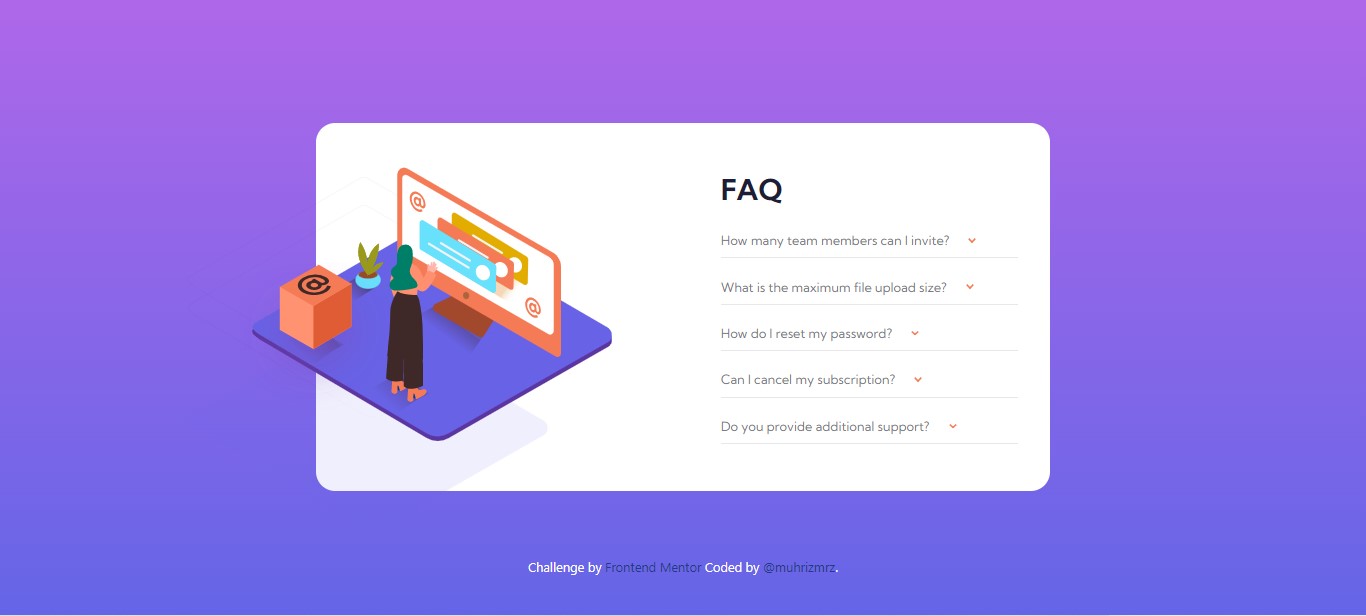 FAQ
How many team members can I invite?
What is the maximum file upload size?
How do I reset my password?
Can I cancel my subscription?
Do you provide additional support?
Challenge by Frontend Mentor Coded by @muhrizmrz.